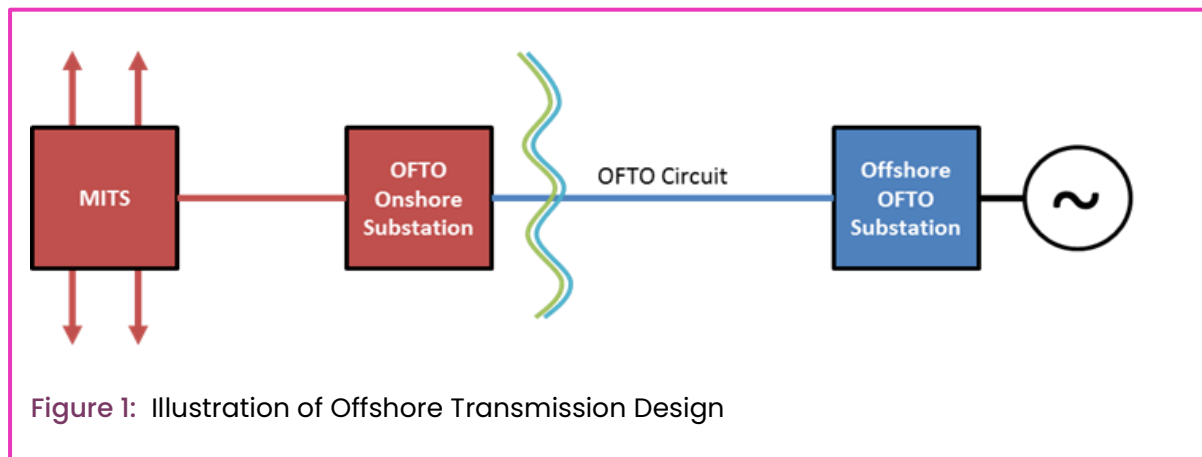 MITS
OFTO
Onshore
Substation
OFTO Circuit
Offshore
OFTO
Substation
~
Figure 1: Illustration of Offshore Transmission Design